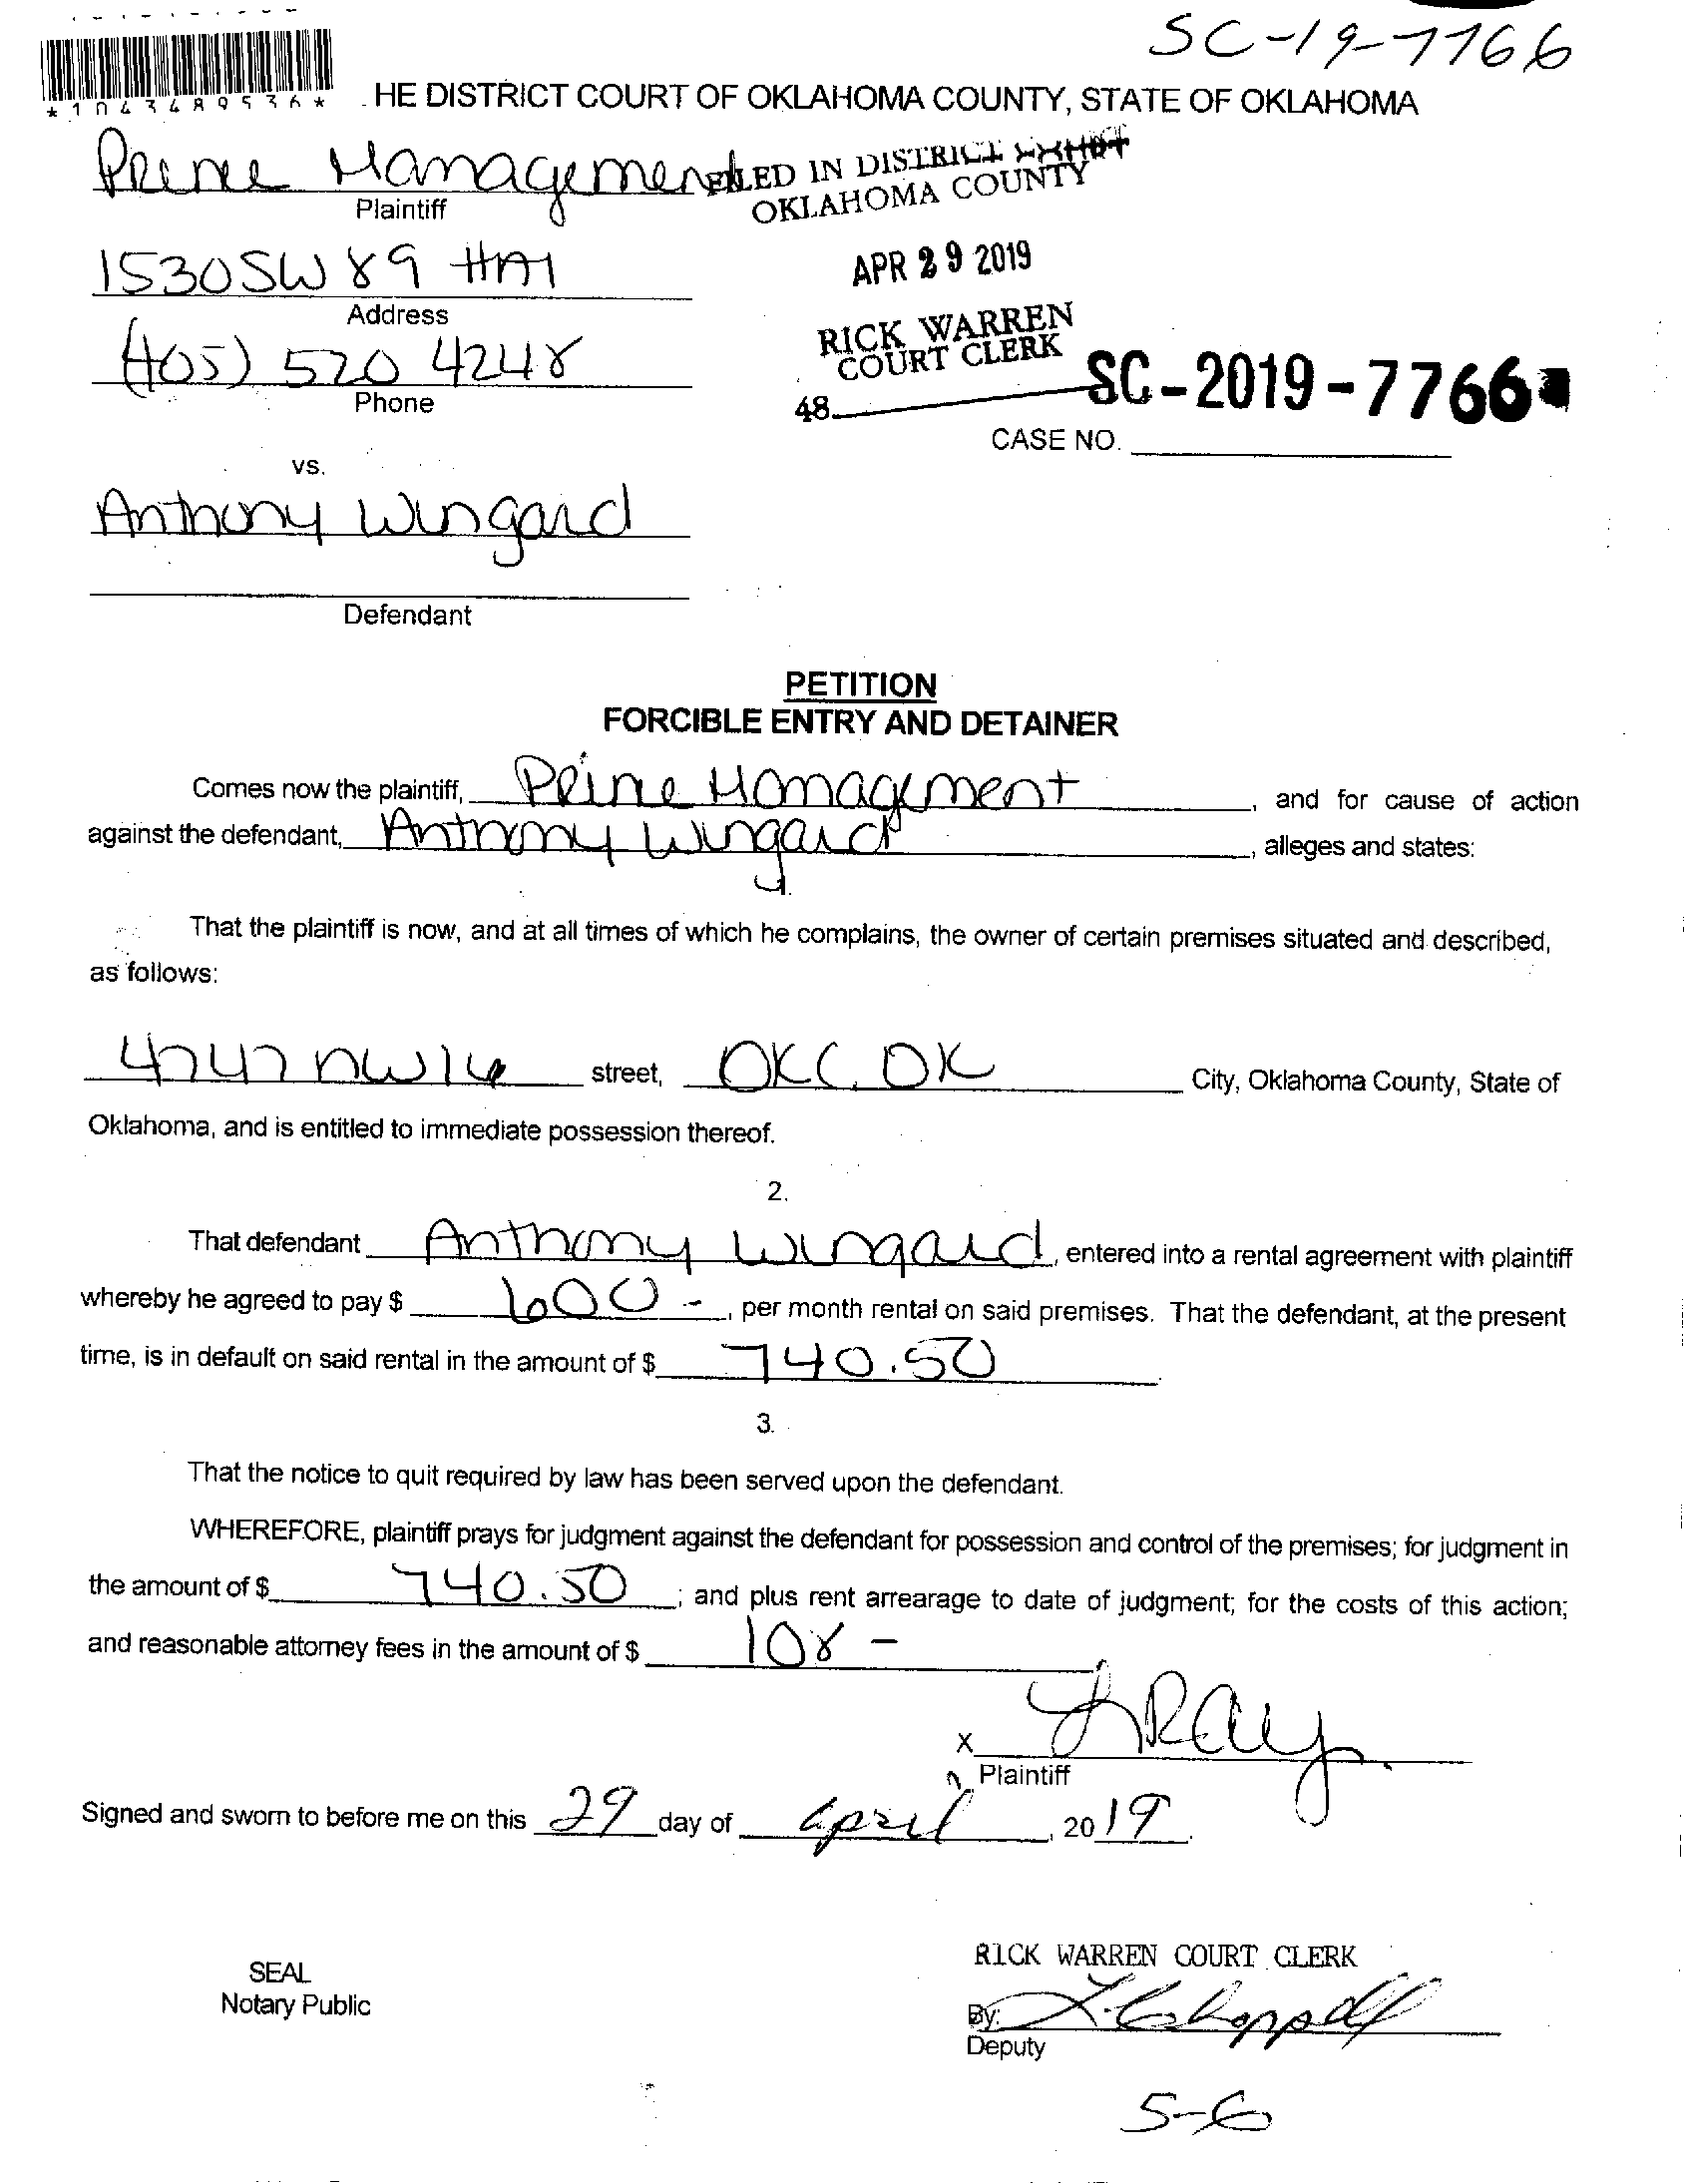 SC-19-7766
*1043489536*
HE DISTRICT COURT OF OKLAHOMA COUNTY, STATE OF OKLAHOMA
Prine Management
FILED IN DISTRICT COURT
Plaintiff
OKLAHOMA COUNTY
1530 SW 89 #A1
APR 29 2019
Address
RICK WARREN
COURT CLERK
(405) 520 4248
SC-2019-7766
Phone
48
CASE NO.
vs.
Anthony Wingard
Defendant
PETITION
FORCIBLE ENTRY AND DETAINER
Comes now the plaintiff, Prine Management, and for cause of action
against the defendant, Anthony Wingard, alleges and states:
1.
That the plaintiff is now, and at all times of which he complains, the owner of certain premises situated and described,
as follows:
4747 NW 16 street, OKC, OK City, Oklahoma County, State of
Oklahoma, and is entitled to immediate possession thereof.
2.
That defendant Anthony Wingard, entered into a rental agreement with plaintiff
whereby he agreed to pay $ 600 -, per month rental on said premises. That the defendant, at the present
time, is in default on said rental in the amount of $ 740.50
3.
That the notice to quit required by law has been served upon the defendant.
WHEREFORE, plaintiff prays for judgment against the defendant for possession and control of the premises; for judgment in
the amount of $ 740.50; and plus rent arrearage to date of judgment; for the costs of this action;
and reasonable attorney fees in the amount of $ 108 -
X Ray
Plaintiff
Signed and sworn to before me on this 29 day of April, 2019.
RICK WARREN COURT CLERK
SEAL
Notary Public
By:
Deputy
5-6